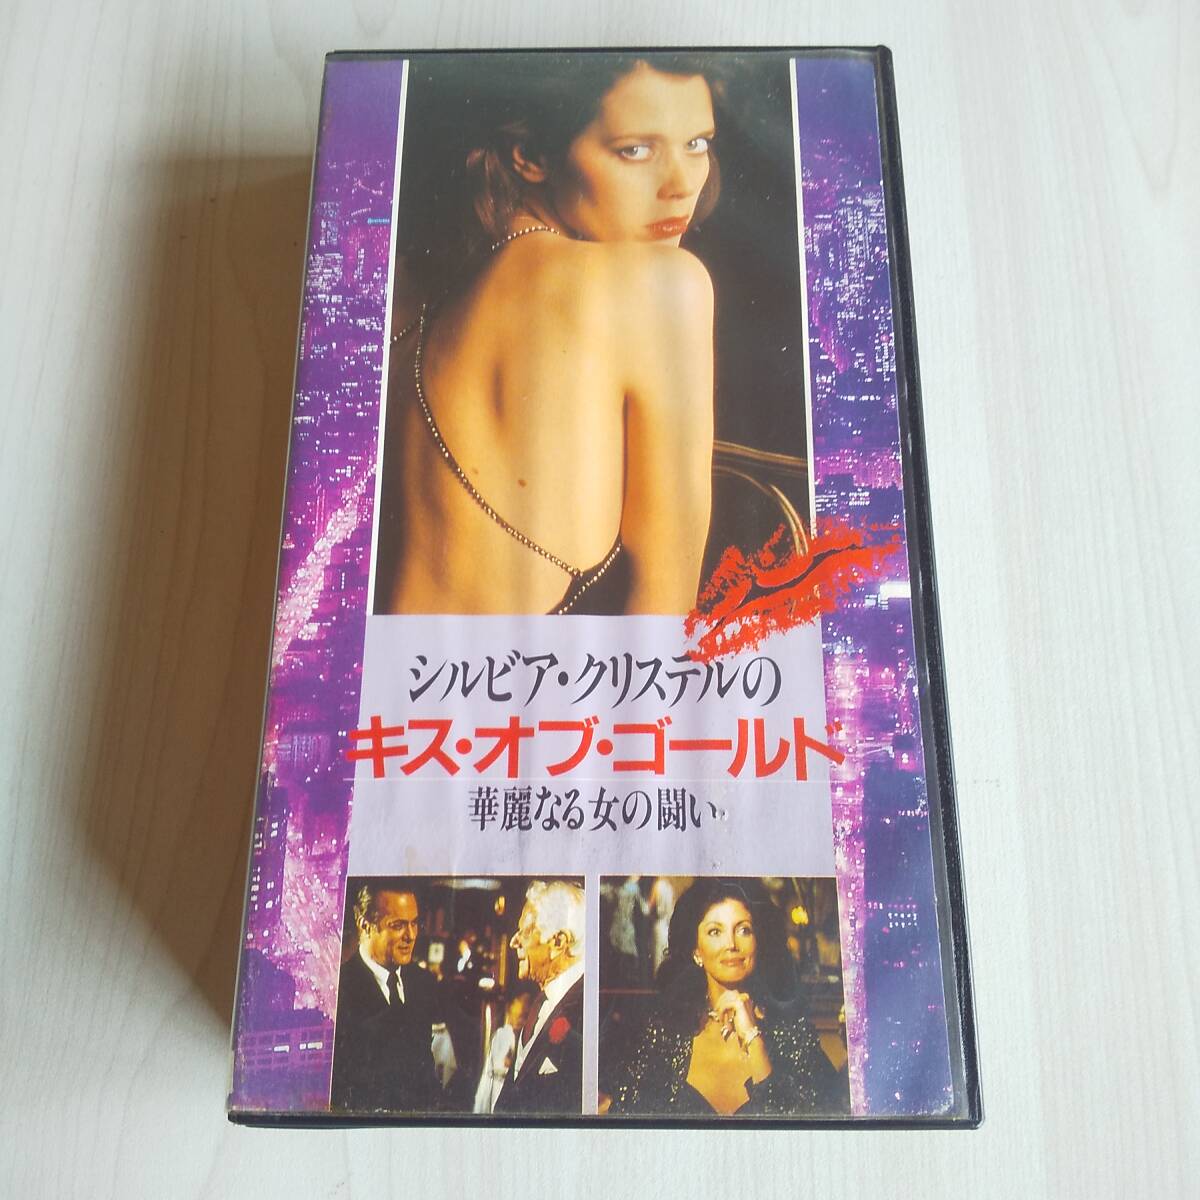 シルビア・クリステルの
キス・オブ・ゴールド
華麗なる女の闘い